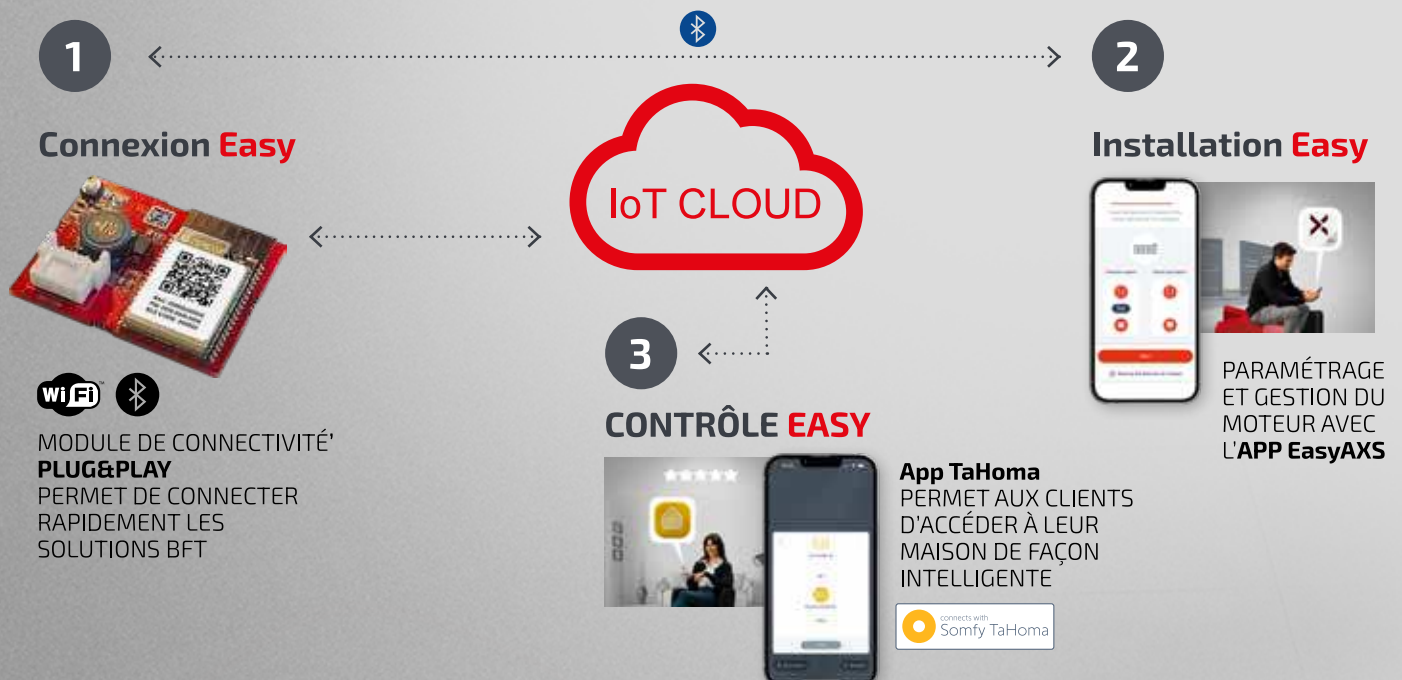 1
2
Connexion Easy
IoT CLOUD
Installation Easy
3
WiFi
MODULE DE CONNECTIVITÉ'
PLUG&PLAY
PERMET DE CONNECTER
RAPIDEMENT LES
SOLUTIONS BFT
CONTRÔLE EASY
App TaHoma
PERMET AUX CLIENTS
D'ACCÉDER À LEUR
MAISON DE FAÇON
INTELLIGENTE
connects with
Somfy TaHoma
PARAMÉTRAGE
ET GESTION DU
MOTEUR AVEC
L'APP EasyAXS